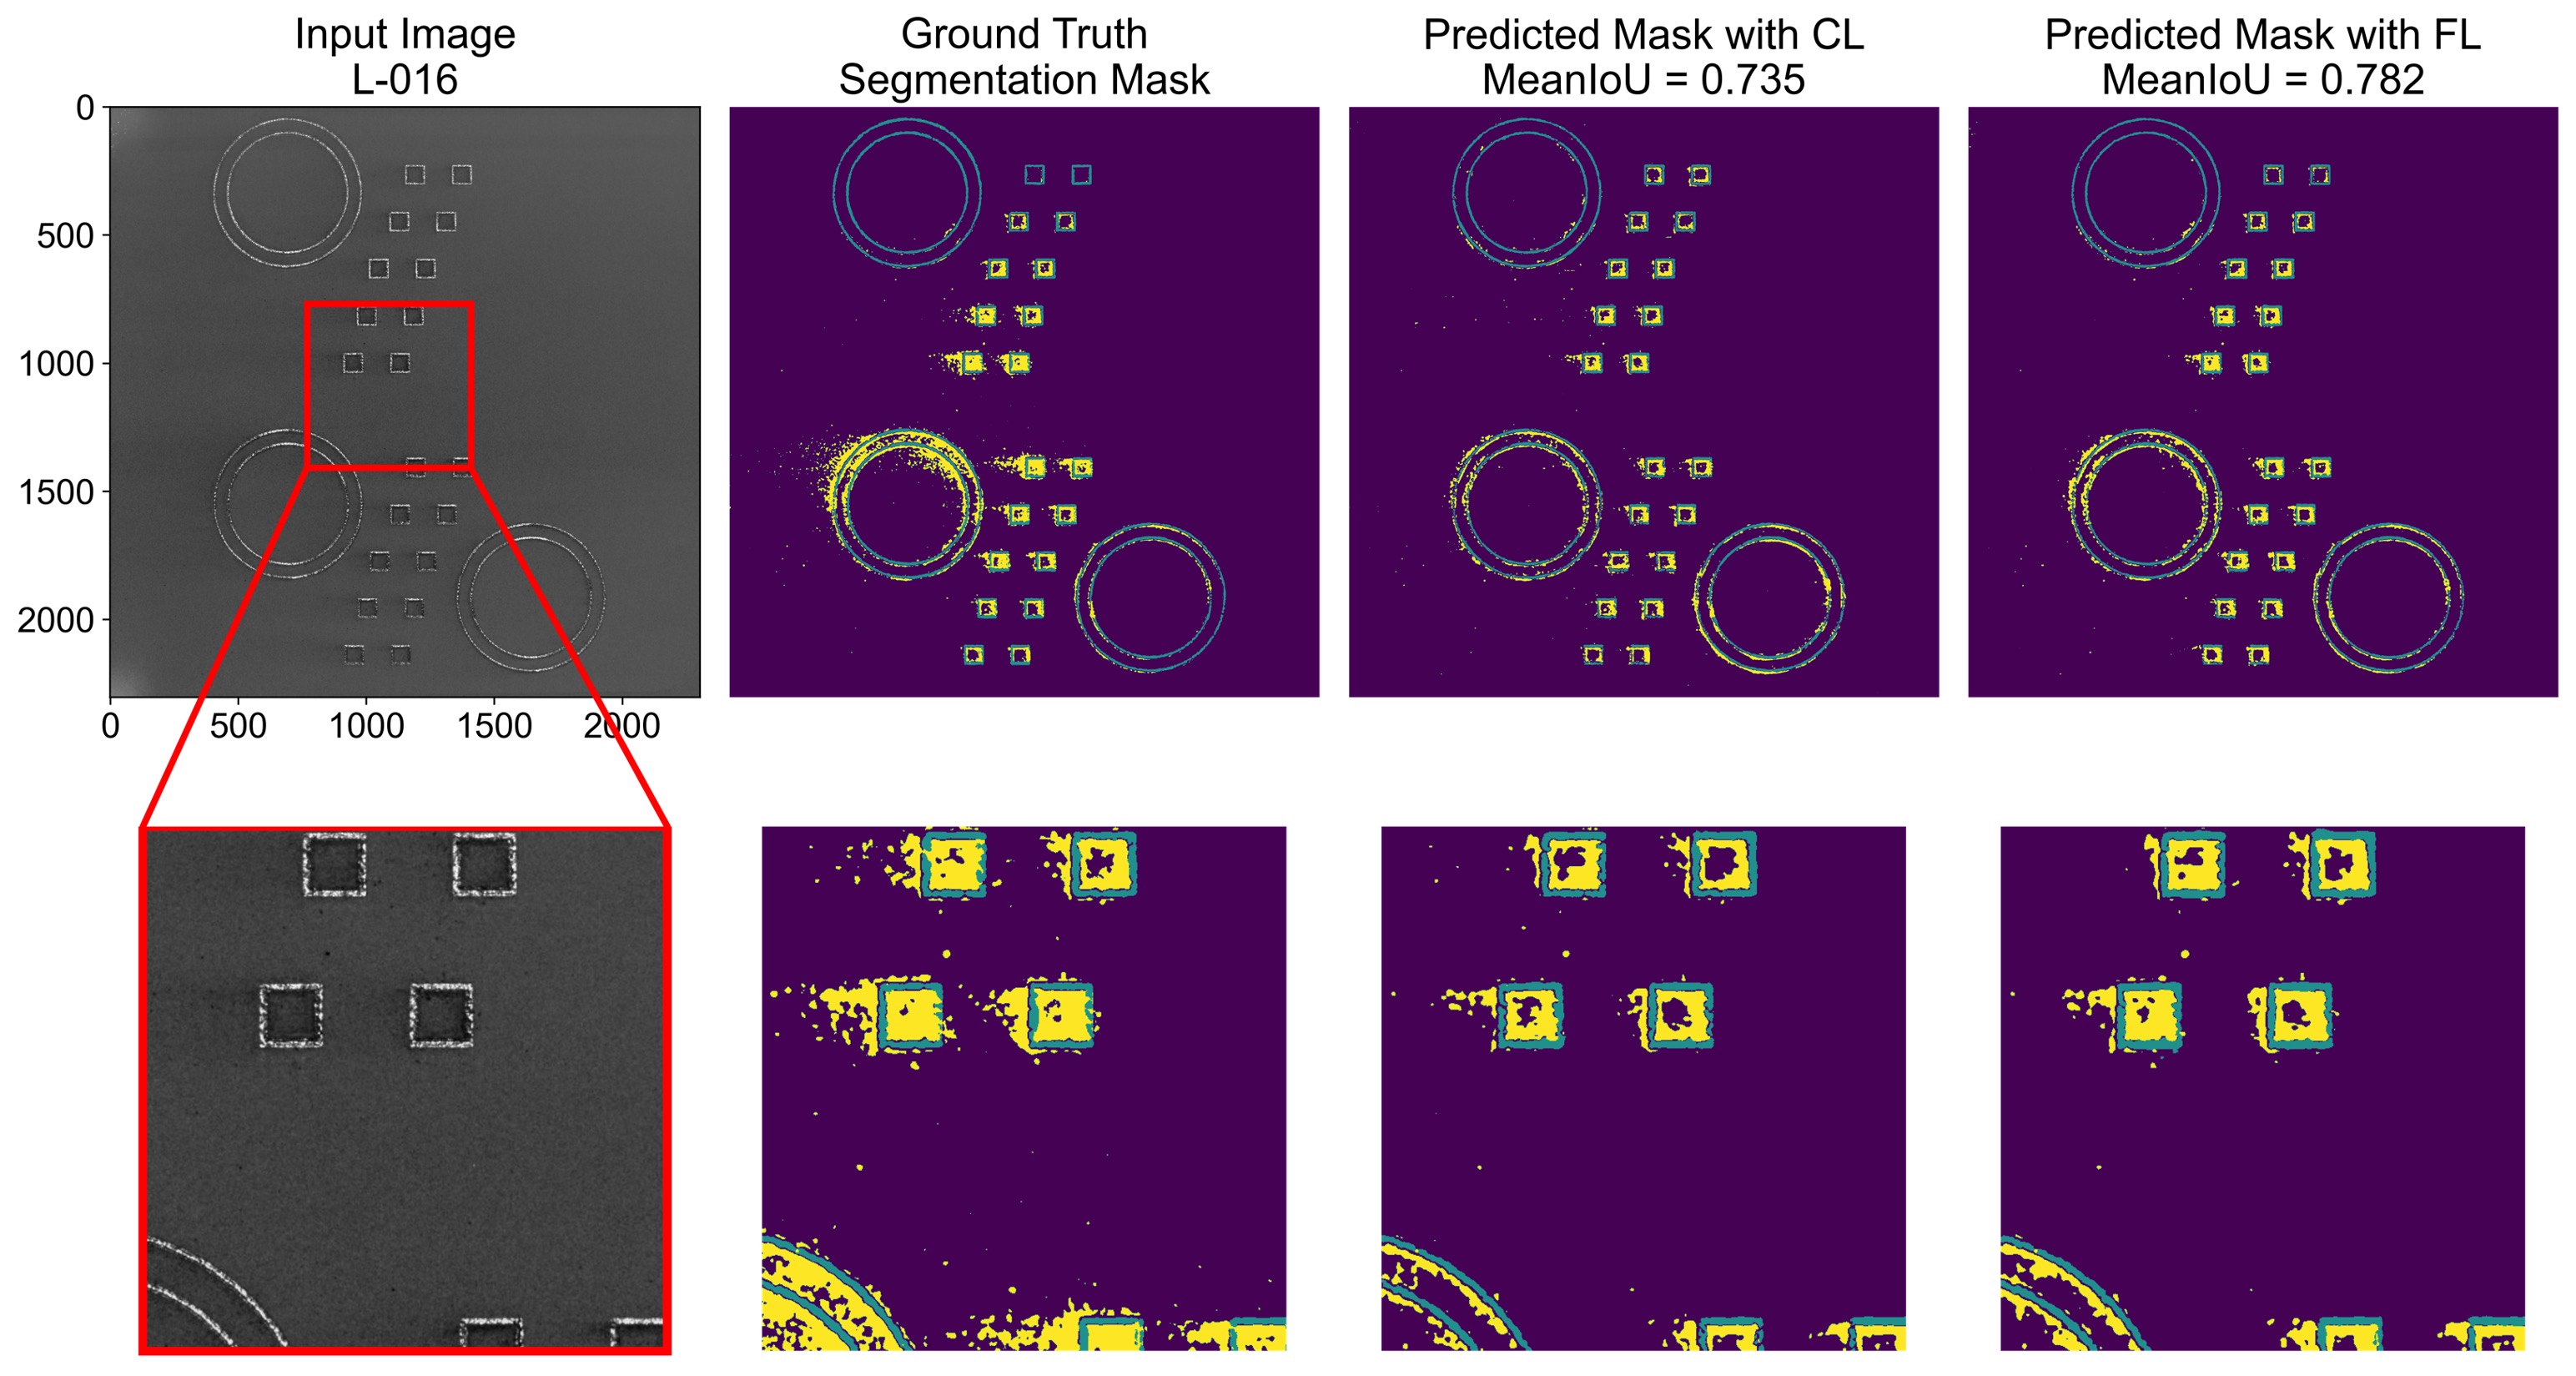 Input Image
L-016
Ground Truth
Segmentation Mask
Predicted Mask with CL
MeanIoU = 0.735
Predicted Mask with FL
MeanIoU = 0.782
0
500
1000
1500
2000
0
500
1000
1500
2000